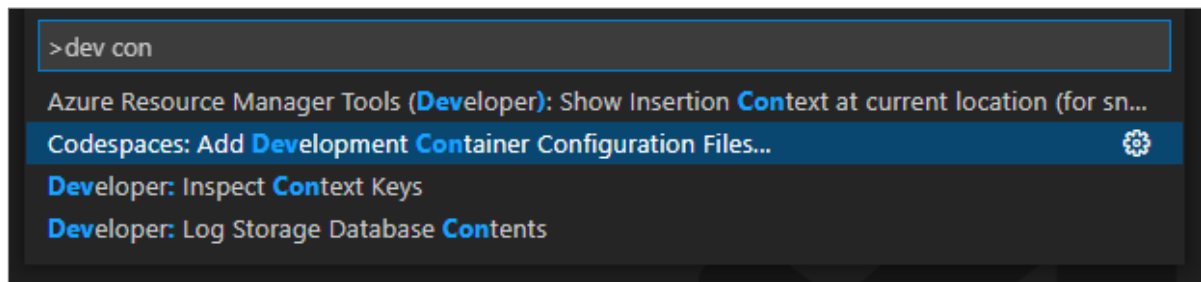 >dev con
Azure Resource Manager Tools (Developer): Show Insertion Context at current location (for sn...
Codespaces: Add Development Container Configuration Files...
Developer: Inspect Context Keys
Developer: Log Storage Database Contents